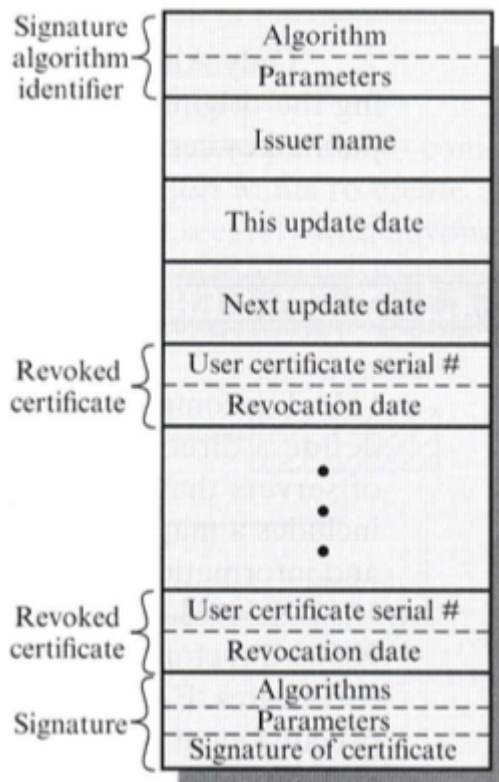 Signature
algorithm
identifier
Algorithm
Parameters
Issuer name
This update date
Next update date
Revoked
certificate
User certificate serial #
Revocation date
Revoked
certificate
User certificate serial #
Revocation date
Signature
Algorithms
Parameters
Signature of certificate